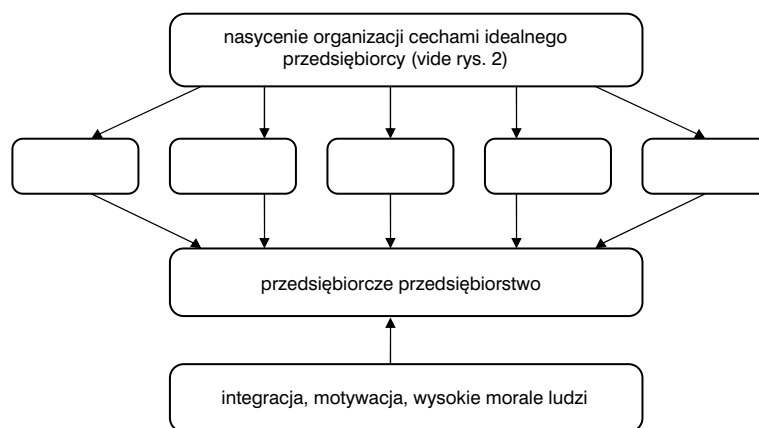 nasycenie organizacji cechami idealnego
przedsiębiorcy (vide rys. 2)
przedsiębiorcze przedsiębiorstwo
integracja, motywacja, wysokie morale ludzi